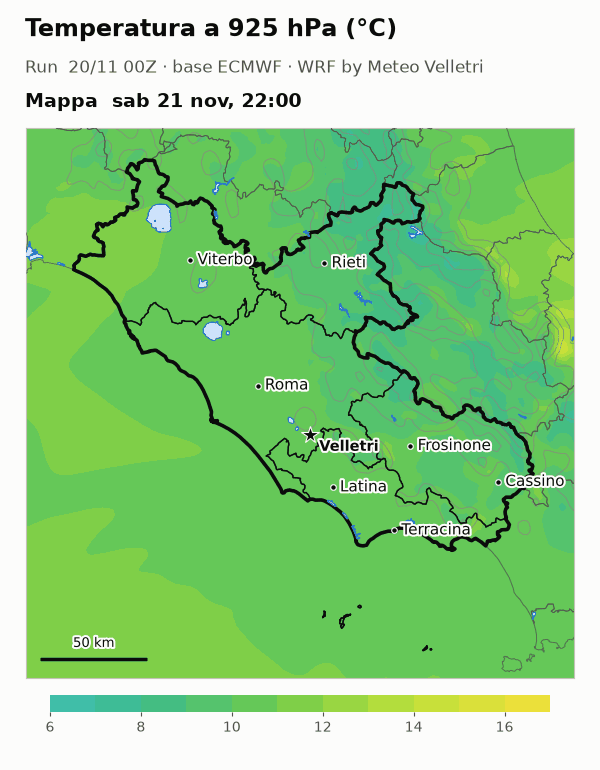 Temperatura a 925 hPa (°C)
Run  20/11 00Z · base ECMWF · WRF by Meteo Velletri
Mappa  sab 21 nov, 22:00
Viterbo
Rieti
Roma
Velletri
Frosinone
Cassino
Latina
Terracina
50 km
6 8 10 12 14 16